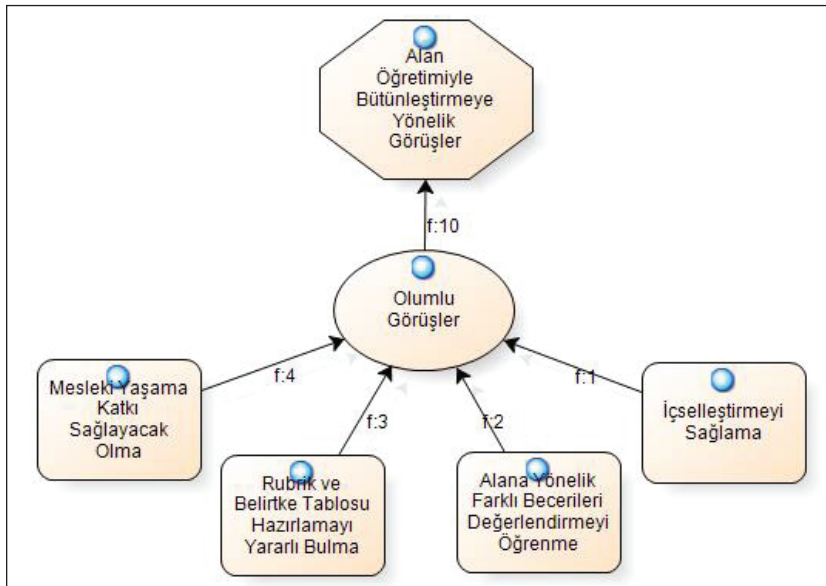 Alan
Öğretimiyle
Bütünleştirmeye
Yönelik
Görüşler
f:10
Olumlu
Görüşler
f:4
f:3
f:2
f:1
Mesleki Yaşama
Katkı
Sağlayacak
Olma
Rubrik ve
Belirtke Tablosu
Hazırlamayı
Yararlı Bulma
Alana Yönelik
Farklı Becerileri
Değerlendirmeyi
Öğrenme
İçselleştirmeyi
Sağlama